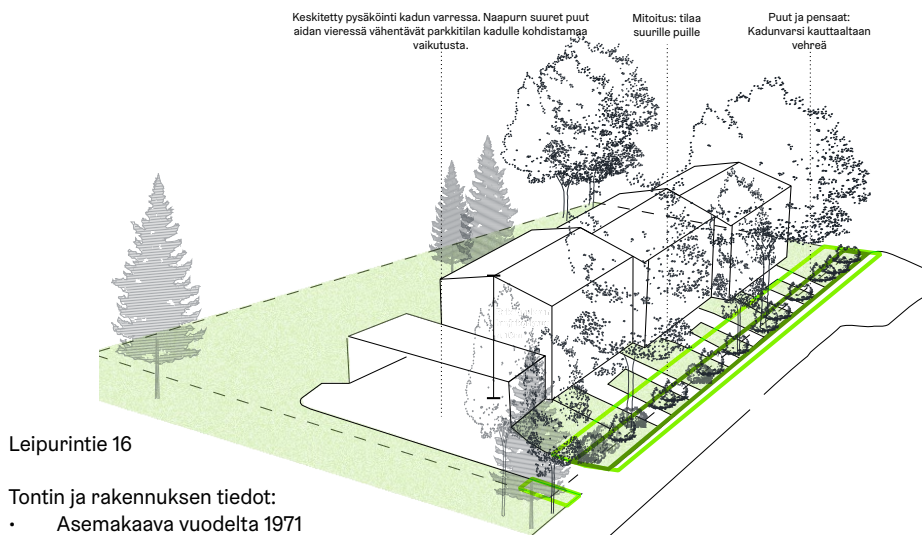 Keskitetty pysäköinti kadun varressa. Naapurn suuret puut
aidan vieressä vähentävät parkkitilan kadulle kohdistamaa
vaikutusta.
Mitoitus: tilaa
suurille puille
Puut ja pensaat:
Kadunvarsi kauttaaltaan
vehreä
Leipurintie 16
Tontin ja rakennuksen tiedot:
• Asemakaava vuodelta 1971